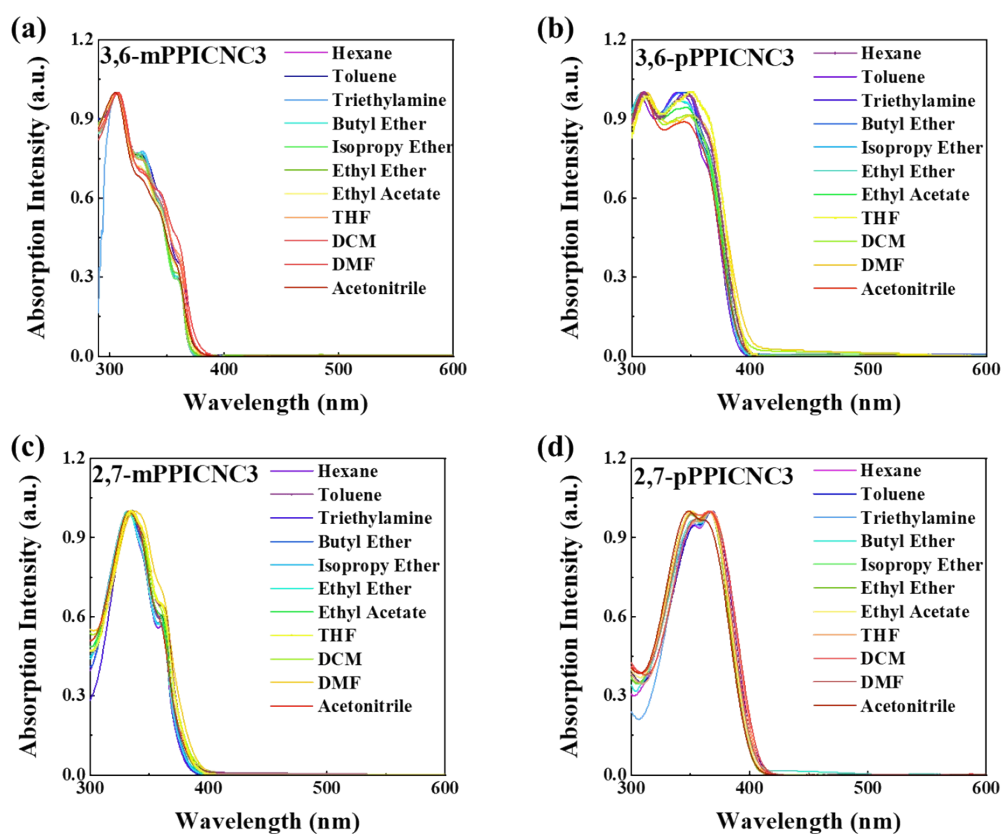 (a)
3,6-mPPICNC3
Hexane
Toluene
Triethylamine
Butyl Ether
Isopropy Ether
Ethyl Ether
Ethyl Acetate
THF
DCM
DMF
Acetonitrile
1.2
0.9
0.6
0.3
0.0
300 400 500 600
Absorption Intensity (a.u.)
Wavelength (nm)
(b)
3,6-pPPICNC3
Hexane
Toluene
Triethylamine
Butyl Ether
Isopropy Ether
Ethyl Ether
Ethyl Acetate
THF
DCM
DMF
Acetonitrile
1.2
0.9
0.6
0.3
0.0
300 400 500 600
Absorption Intensity (a.u.)
Wavelength (nm)
(c)
2,7-mPPICNC3
Hexane
Toluene
Triethylamine
Butyl Ether
Isopropy Ether
Ethyl Ether
Ethyl Acetate
THF
DCM
DMF
Acetonitrile
1.2
0.9
0.6
0.3
0.0
300 400 500 600
Absorption Intensity (a.u.)
Wavelength (nm)
(d)
2,7-pPPICNC3
Hexane
Toluene
Triethylamine
Butyl Ether
Isopropy Ether
Ethyl Ether
Ethyl Acetate
THF
DCM
DMF
Acetonitrile
1.2
0.9
0.6
0.3
0.0
300 400 500 600
Absorption Intensity (a.u.)
Wavelength (nm)